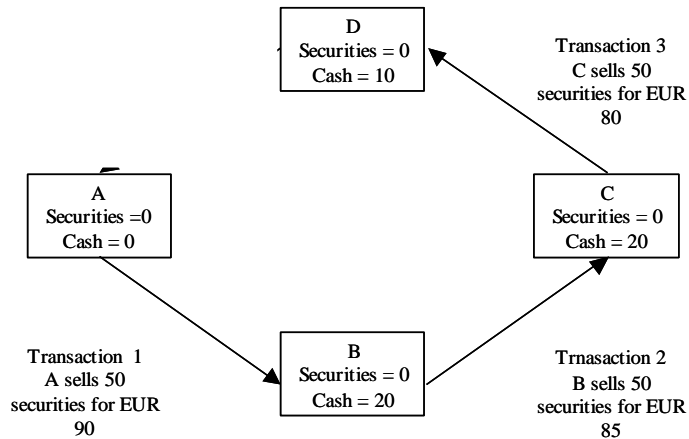 D
Securities = 0
Cash = 10
Transaction 3
C sells 50
securities for EUR
80
A
Securities =0
Cash = 0
C
Securities = 0
Cash = 20
Transaction 1
A sells 50
securities for EUR
90
B
Securities = 0
Cash = 20
Trnasaction 2
B sells 50
securities for EUR
85